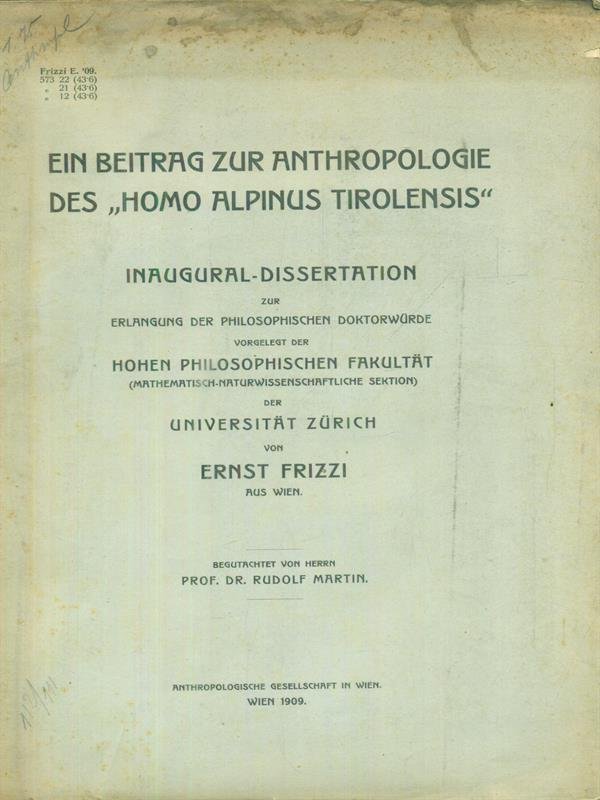 1.75
Frizzi E. '09.
573 22 (43·6)
„ 21 (43·6)
„ 12 (43·6)
EIN BEITRAG ZUR ANTHROPOLOGIE
DES „HOMO ALPINUS TIROLENSIS“
INAUGURAL-DISSERTATION
ZUR
ERLANGUNG DER PHILOSOPHISCHEN DOKTORWÜRDE
VORGELEGT DER
HOHEN PHILOSOPHISCHEN FAKULTÄT
(MATHEMATISCH-NATURWISSENSCHAFTLICHE SEKTION)
DER
UNIVERSITÄT ZÜRICH
VON
ERNST FRIZZI
AUS WIEN.
BEGUTACHTET VON HERRN
PROF. DR. RUDOLF MARTIN.
ANTHROPOLOGISCHE GESELLSCHAFT IN WIEN.
WIEN 1909.